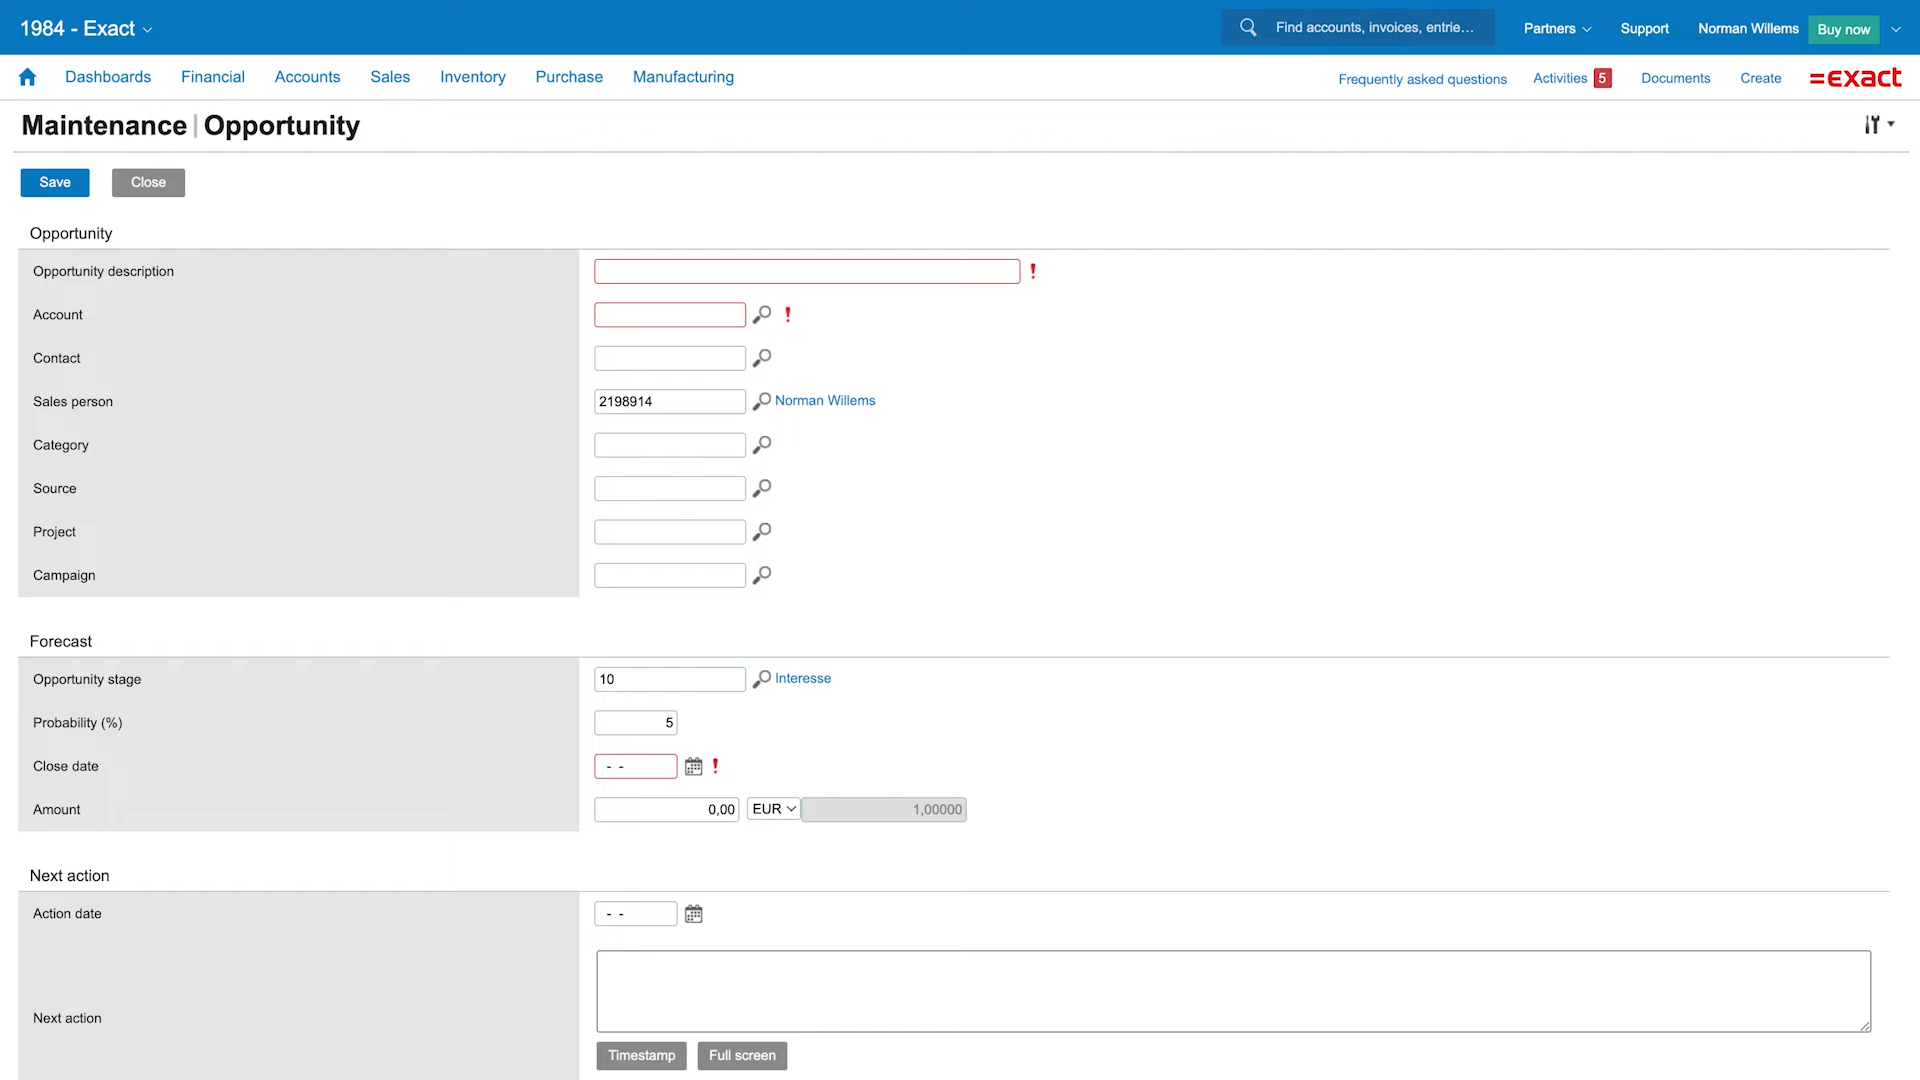 1984 - Exact
Find accounts, invoices, entrie...
Partners
Support
Norman Willems
Buy now
Dashboards
Financial
Accounts
Sales
Inventory
Purchase
Manufacturing
Frequently asked questions
Activities 5
Documents
Create
=exact
Maintenance | Opportunity
Save
Close
Opportunity
Opportunity description
!
Account
!
Contact
Sales person
2198914
Norman Willems
Category
Source
Project
Campaign
Forecast
Opportunity stage
10
Interesse
Probability (%)
5
Close date
- -
!
Amount
0,00
EUR
1,00000
Next action
Action date
- -
Next action
Timestamp
Full screen